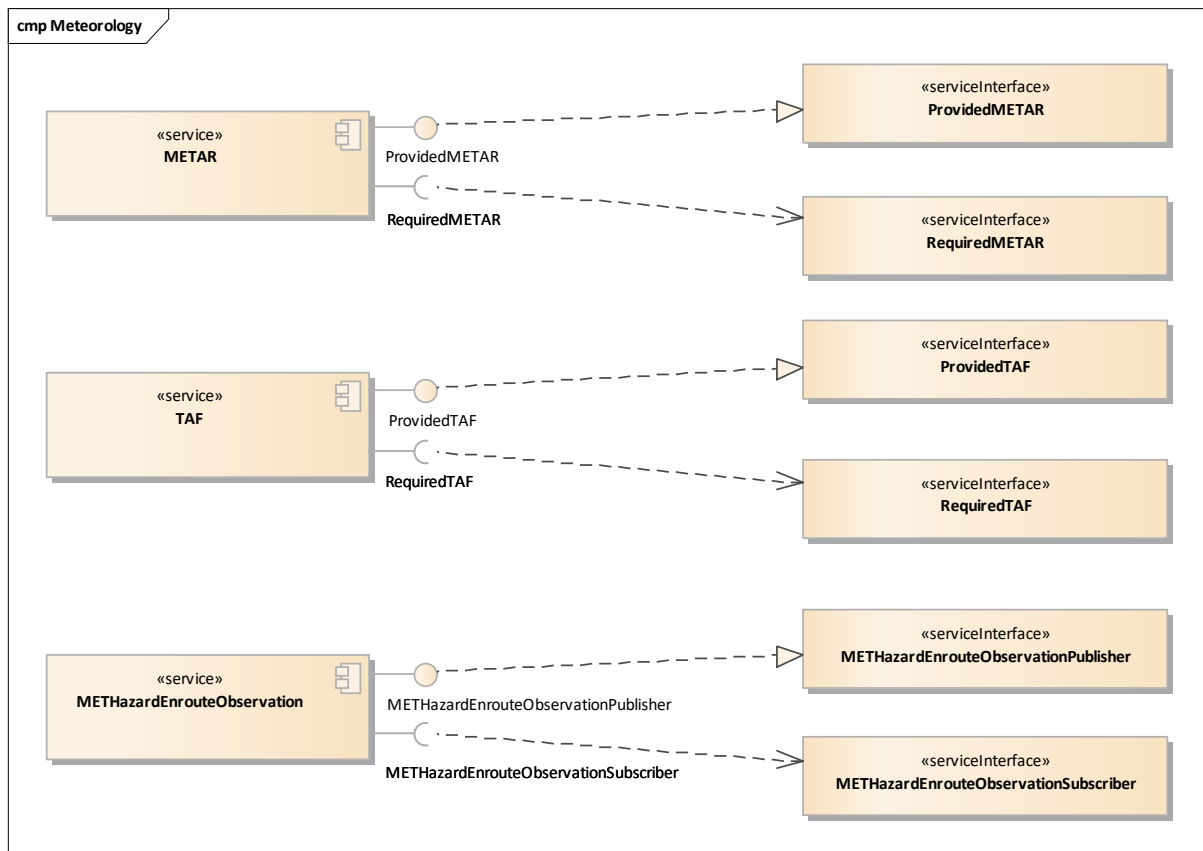 cmp Meteorology
«service»
METAR
ProvidedMETAR
RequiredMETAR
«serviceInterface»
ProvidedMETAR
«serviceInterface»
RequiredMETAR
«service»
TAF
ProvidedTAF
RequiredTAF
«serviceInterface»
ProvidedTAF
«serviceInterface»
RequiredTAF
«service»
METHazardEnrouteObservation
METHazardEnrouteObservationPublisher
METHazardEnrouteObservationSubscriber
«serviceInterface»
METHazardEnrouteObservationPublisher
«serviceInterface»
METHazardEnrouteObservationSubscriber